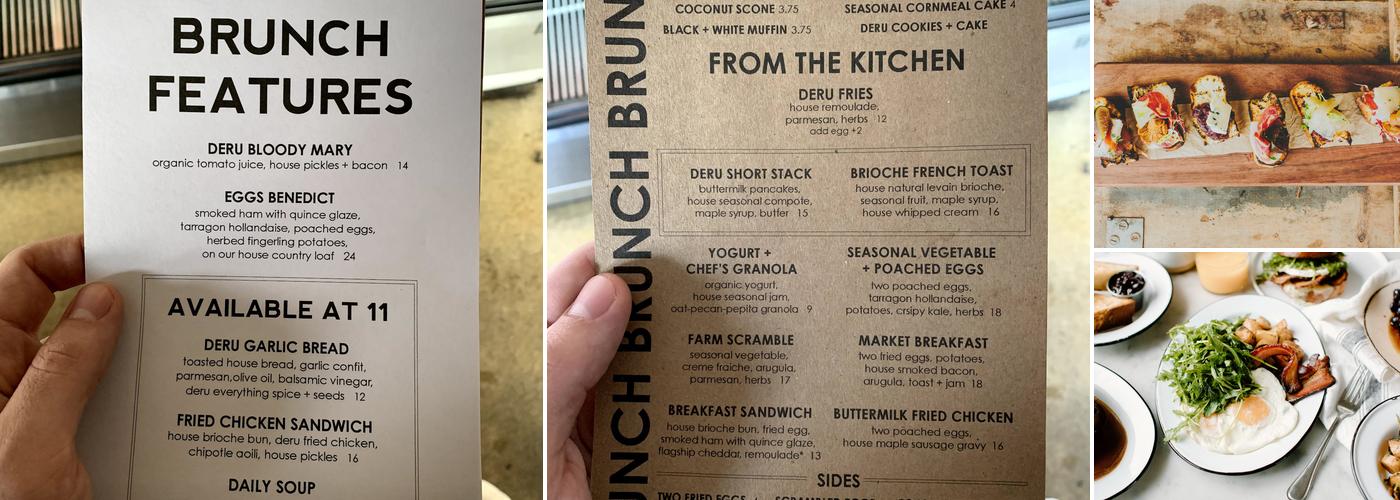 BRUNCH
FEATURES
DERU BLOODY MARY
organic tomato juice, house pickles + bacon 14
EGGS BENEDICT
smoked ham with quince glaze,
tarragon hollandaise, poached eggs,
herbed fingerling potatoes,
on our house country loaf 24
AVAILABLE AT 11
DERU GARLIC BREAD
toasted house bread, garlic confit,
parmesan,olive oil, balsamic vinegar,
deru everything spice + seeds 12
FRIED CHICKEN SANDWICH
house brioche bun, deru fried chicken,
chipotle aoili, house pickles 16
DAILY SOUP
BRUNCH BRUNCH BRUN
COCONUT SCONE 3.75
SEASONAL CORNMEAL CAKE 4
BLACK + WHITE MUFFIN 3.75
DERU COOKIES + CAKE
FROM THE KITCHEN
DERU FRIES
house remoulade,
parmesan, herbs 12
add egg +2
DERU SHORT STACK
buttermilk pancakes,
house seasonal compote,
maple syrup, butter 15
BRIOCHE FRENCH TOAST
house natural levain brioche,
seasonal fruit, maple syrup,
house whipped cream 16
YOGURT +
CHEF'S GRANOLA
organic yogurt,
house seasonal jam,
oat-pecan-pepita granola 9
SEASONAL VEGETABLE
+ POACHED EGGS
two poached eggs,
tarragon hollandaise,
potatoes, crsipy kale, herbs 18
FARM SCRAMBLE
seasonal vegetable,
creme fraiche, arugula,
parmesan, herbs 17
MARKET BREAKFAST
two fried eggs, potatoes,
house smoked bacon,
arugula, toast + jam 18
BREAKFAST SANDWICH
house brioche bun, fried egg,
smoked ham with quince glaze,
flagship cheddar, remoulade* 13
BUTTERMILK FRIED CHICKEN
two poached eggs,
house maple sausage gravy 16
SIDES
TWO FRIED EGGS